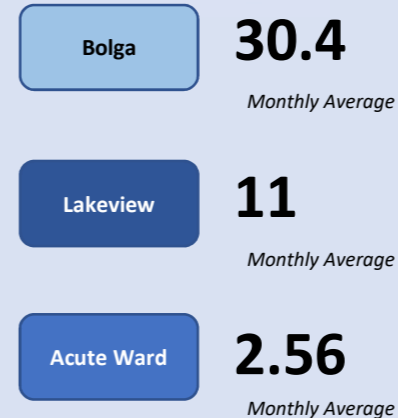 Bolga
30.4
Monthly Average
Lakeview
11
Monthly Average
Acute Ward
2.56
Monthly Average